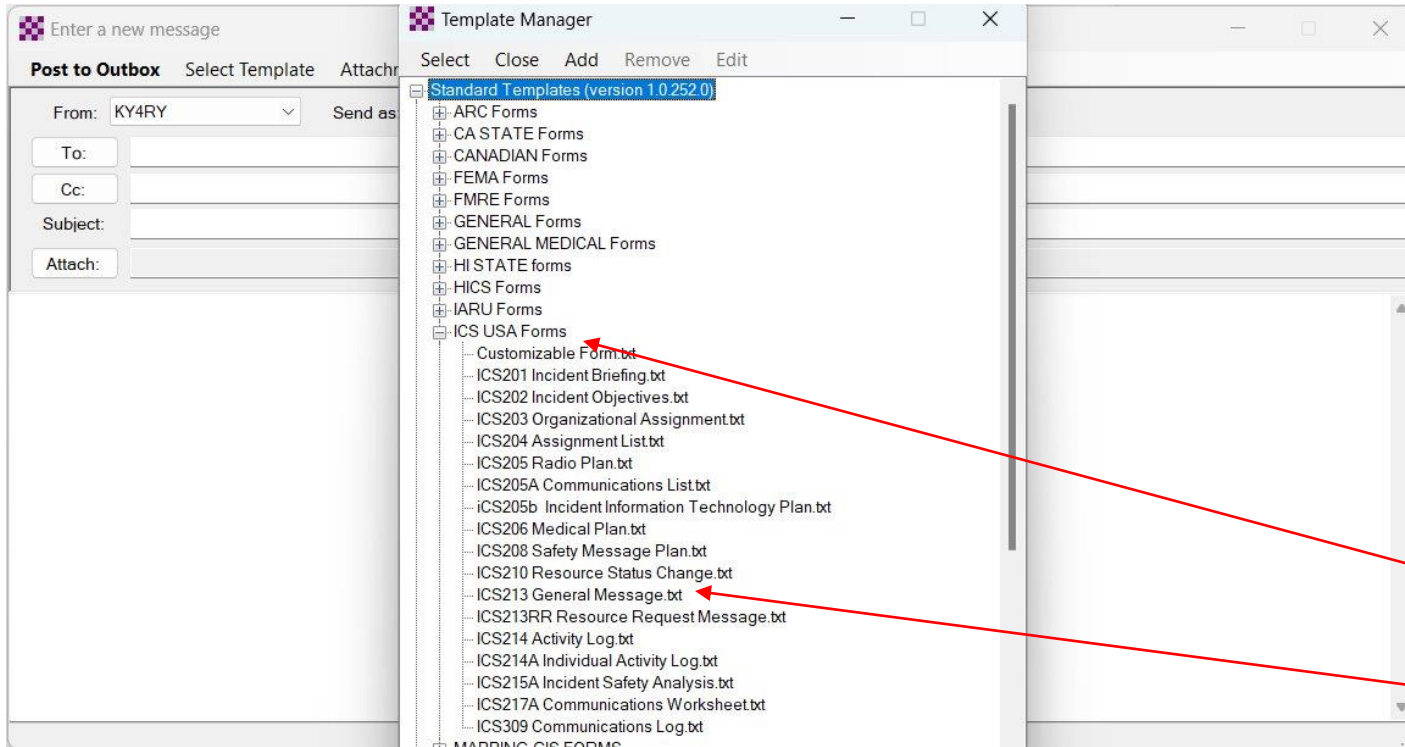 Enter a new message
Post to Outbox Select Template Attachr
From: KY4RY Send as:
To:
Cc:
Subject:
Attach:
Template Manager
Select Close Add Remove Edit
Standard Templates (version 1.0.252.0)
ARC Forms
CA STATE Forms
CANADIAN Forms
FEMA Forms
FMRE Forms
GENERAL Forms
GENERAL MEDICAL Forms
HI STATE forms
HICS Forms
IARU Forms
ICS USA Forms
Customizable Form.txt
ICS201 Incident Briefing.txt
ICS202 Incident Objectives.txt
ICS203 Organizational Assignment.txt
ICS204 Assignment List.txt
ICS205 Radio Plan.txt
ICS205A Communications List.txt
iCS205b Incident Information Technology Plan.txt
ICS206 Medical Plan.txt
ICS208 Safety Message Plan.txt
ICS210 Resource Status Change.txt
ICS213 General Message.txt
ICS213RR Resource Request Message.txt
ICS214 Activity Log.txt
ICS214A Individual Activity Log.txt
ICS215A Incident Safety Analysis.txt
ICS217A Communications Worksheet.txt
ICS309 Communications Log.txt
MAPPING-GIS FORMS